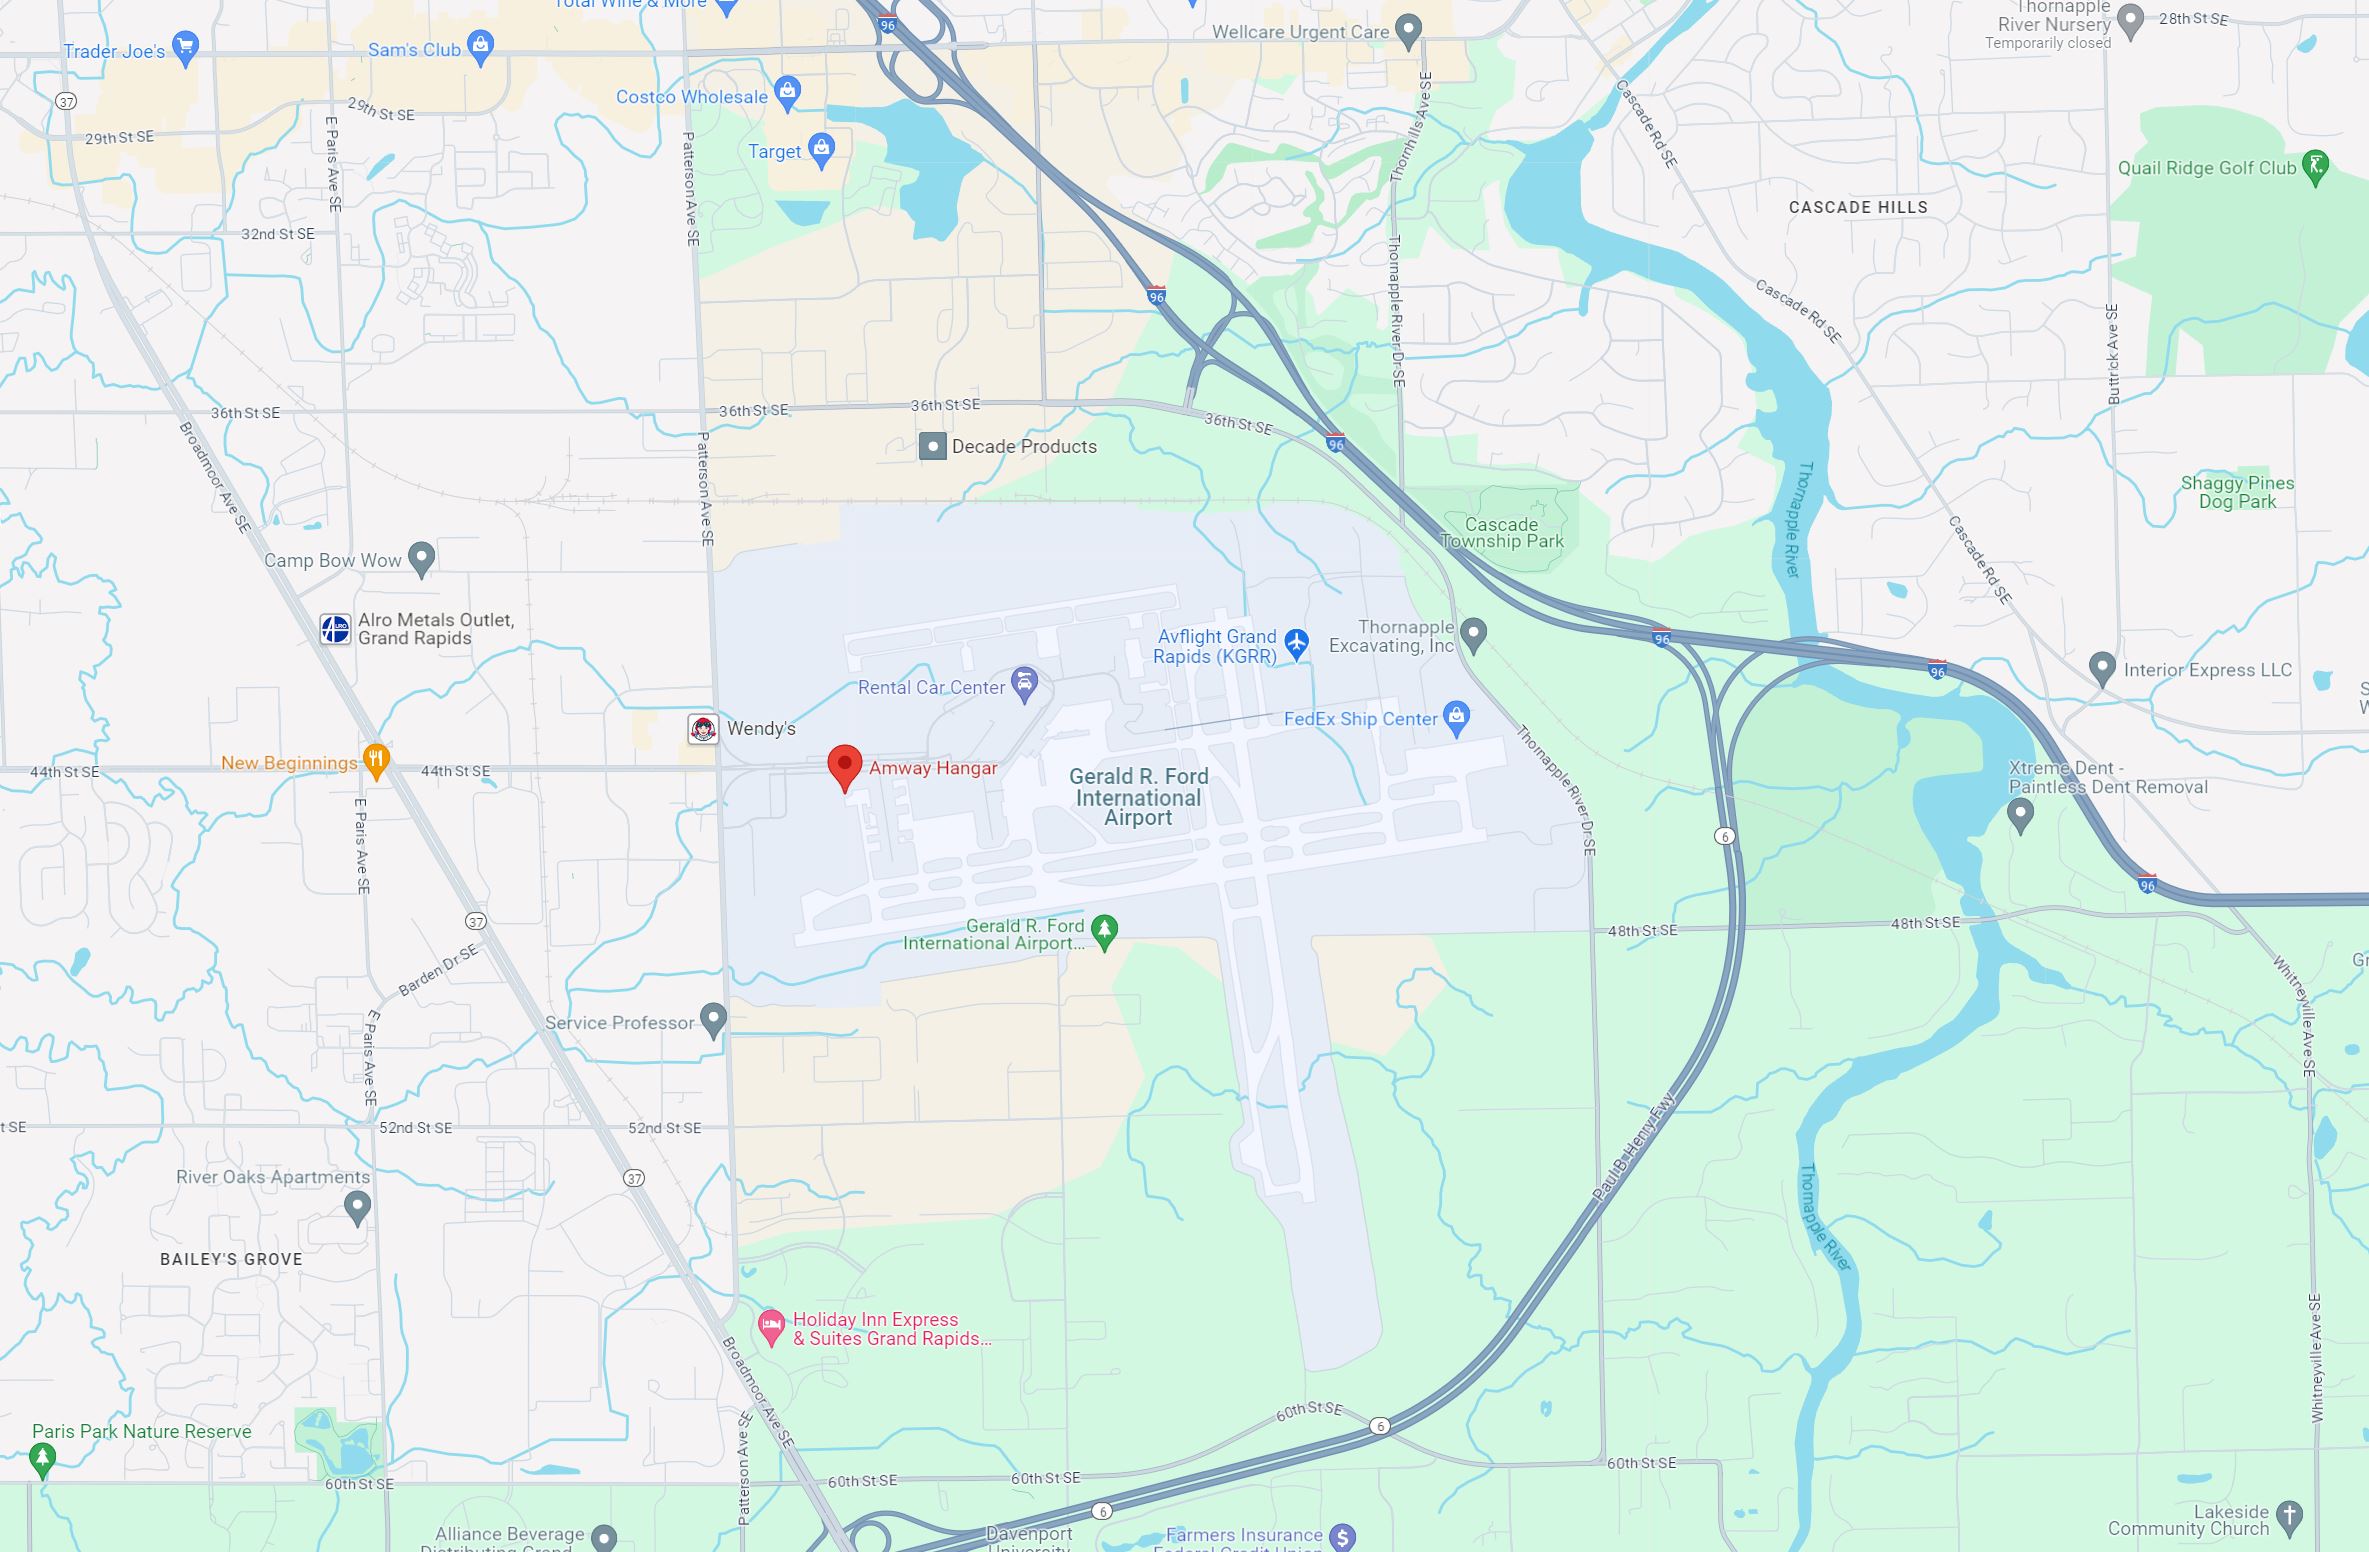 Total Wine & More
96
Wellcare Urgent Care
Thornapple
River Nursery
Temporarily closed
28th St SE
Trader Joe's
Sam's Club
37
29th St SE
29th St SE
Costco Wholesale
Target
E Paris Ave SE
Patterson Ave SE
Thornhills Ave SE
Cascade Rd SE
Quail Ridge Golf Club
CASCADE HILLS
32nd St SE
Thornapple River Dr SE
96
Cascade Rd SE
Buttrick Ave SE
36th St SE
36th St SE
36th St SE
36th St SE
96
Decade Products
Broadmoor Ave SE
Patterson Ave SE
Thornapple River
Shaggy Pines
Dog Park
Cascade
Township Park
Cascade Rd SE
Camp Bow Wow
ALRO
Alro Metals Outlet,
Grand Rapids
Avflight Grand
Rapids (KGRR)
Thornapple
Excavating, Inc
96
96
Interior Express LLC
Rental Car Center
FedEx Ship Center
Wendy's
New Beginnings
44th St SE
44th St SE
Amway Hangar
Gerald R. Ford
International
Airport
Thornapple River Dr SE
Xtreme Dent -
Paintless Dent Removal
6
E Paris Ave SE
96
37
Gerald R. Ford
International Airport...
48th St SE
48th St SE
Barden Dr SE
Whitneyville Ave SE
Gr
Service Professor
E Paris Ave SE
t SE
52nd St SE
52nd St SE
Paul B. Henry Fwy
River Oaks Apartments
37
Thornapple River
BAILEY'S GROVE
Holiday Inn Express
& Suites Grand Rapids...
Broadmoor Ave SE
Whitneyville Ave SE
Paris Park Nature Reserve
60th St SE
6
Patterson Ave SE
60th St SE
60th St SE
60th St SE
60th St SE
6
Alliance Beverage
Distributing Grand
Davenport
University
Farmers Insurance
Federal Credit Union
Lakeside
Community Church